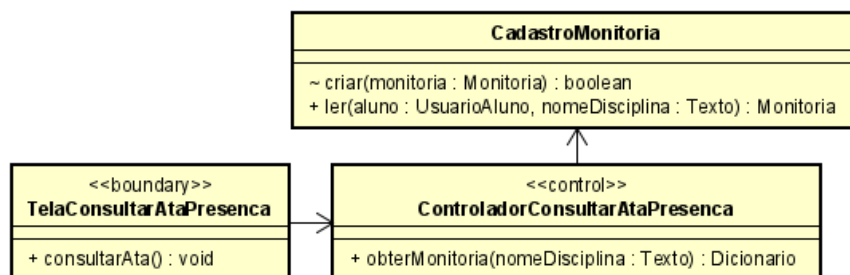 CadastroMonitoria
~ criar(monitoria : Monitoria) : boolean
+ ler(aluno : UsuarioAluno, nomeDisciplina : Texto) : Monitoria
<<boundary>>
TelaConsultarAtaPresenca
+ consultarAta() : void
<<control>>
ControladorConsultarAtaPresenca
+ obterMonitoria(nomeDisciplina : Texto) : Dicionario